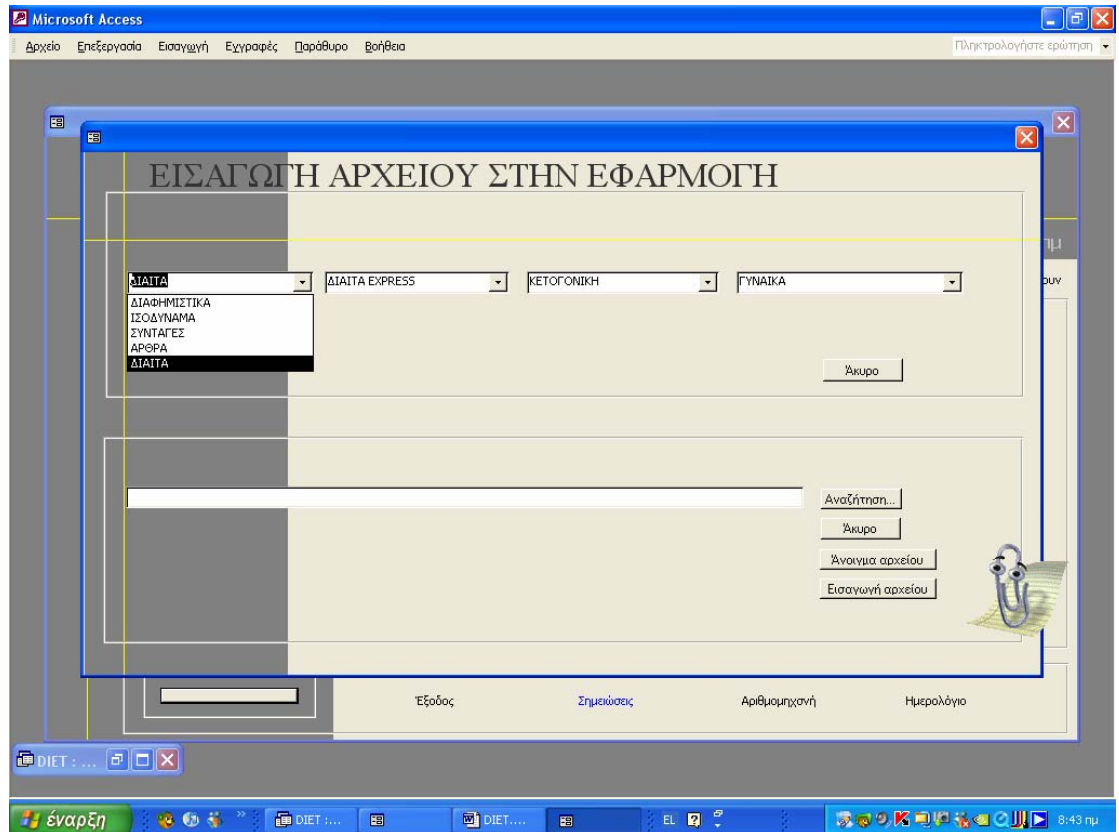 Microsoft Access
Αρχείο Επεξεργασία Εισαγωγή Εγγραφές Παράθυρο Βοήθεια Πληκτρολογήστε ερώτηση
ΕΙΣΑΓΩΓΗ ΑΡΧΕΙΟΥ ΣΤΗΝ ΕΦΑΡΜΟΓΗ
ημ
ΔΙΑΙΤΑ ΔΙΑΙΤΑ EXPRESS ΚΕΤΟΓΟΝΙΚΗ ΓΥΝΑΙΚΑ
ουν
ΔΙΑΦΗΜΙΣΤΙΚΑ
ΙΣΟΔΥΝΑΜΑ
ΣΥΝΤΑΓΕΣ
ΑΡΘΡΑ
ΔΙΑΙΤΑ
Άκυρο
Αναζήτηση...
Άκυρο
Άνοιγμα αρχείου
Εισαγωγή αρχείου
Έξοδος Σημειώσεις Αριθμομηχανή Ημερολόγιο
DIET : ...
έναρξη DIET :... DIET.... EL 8:43 πμ